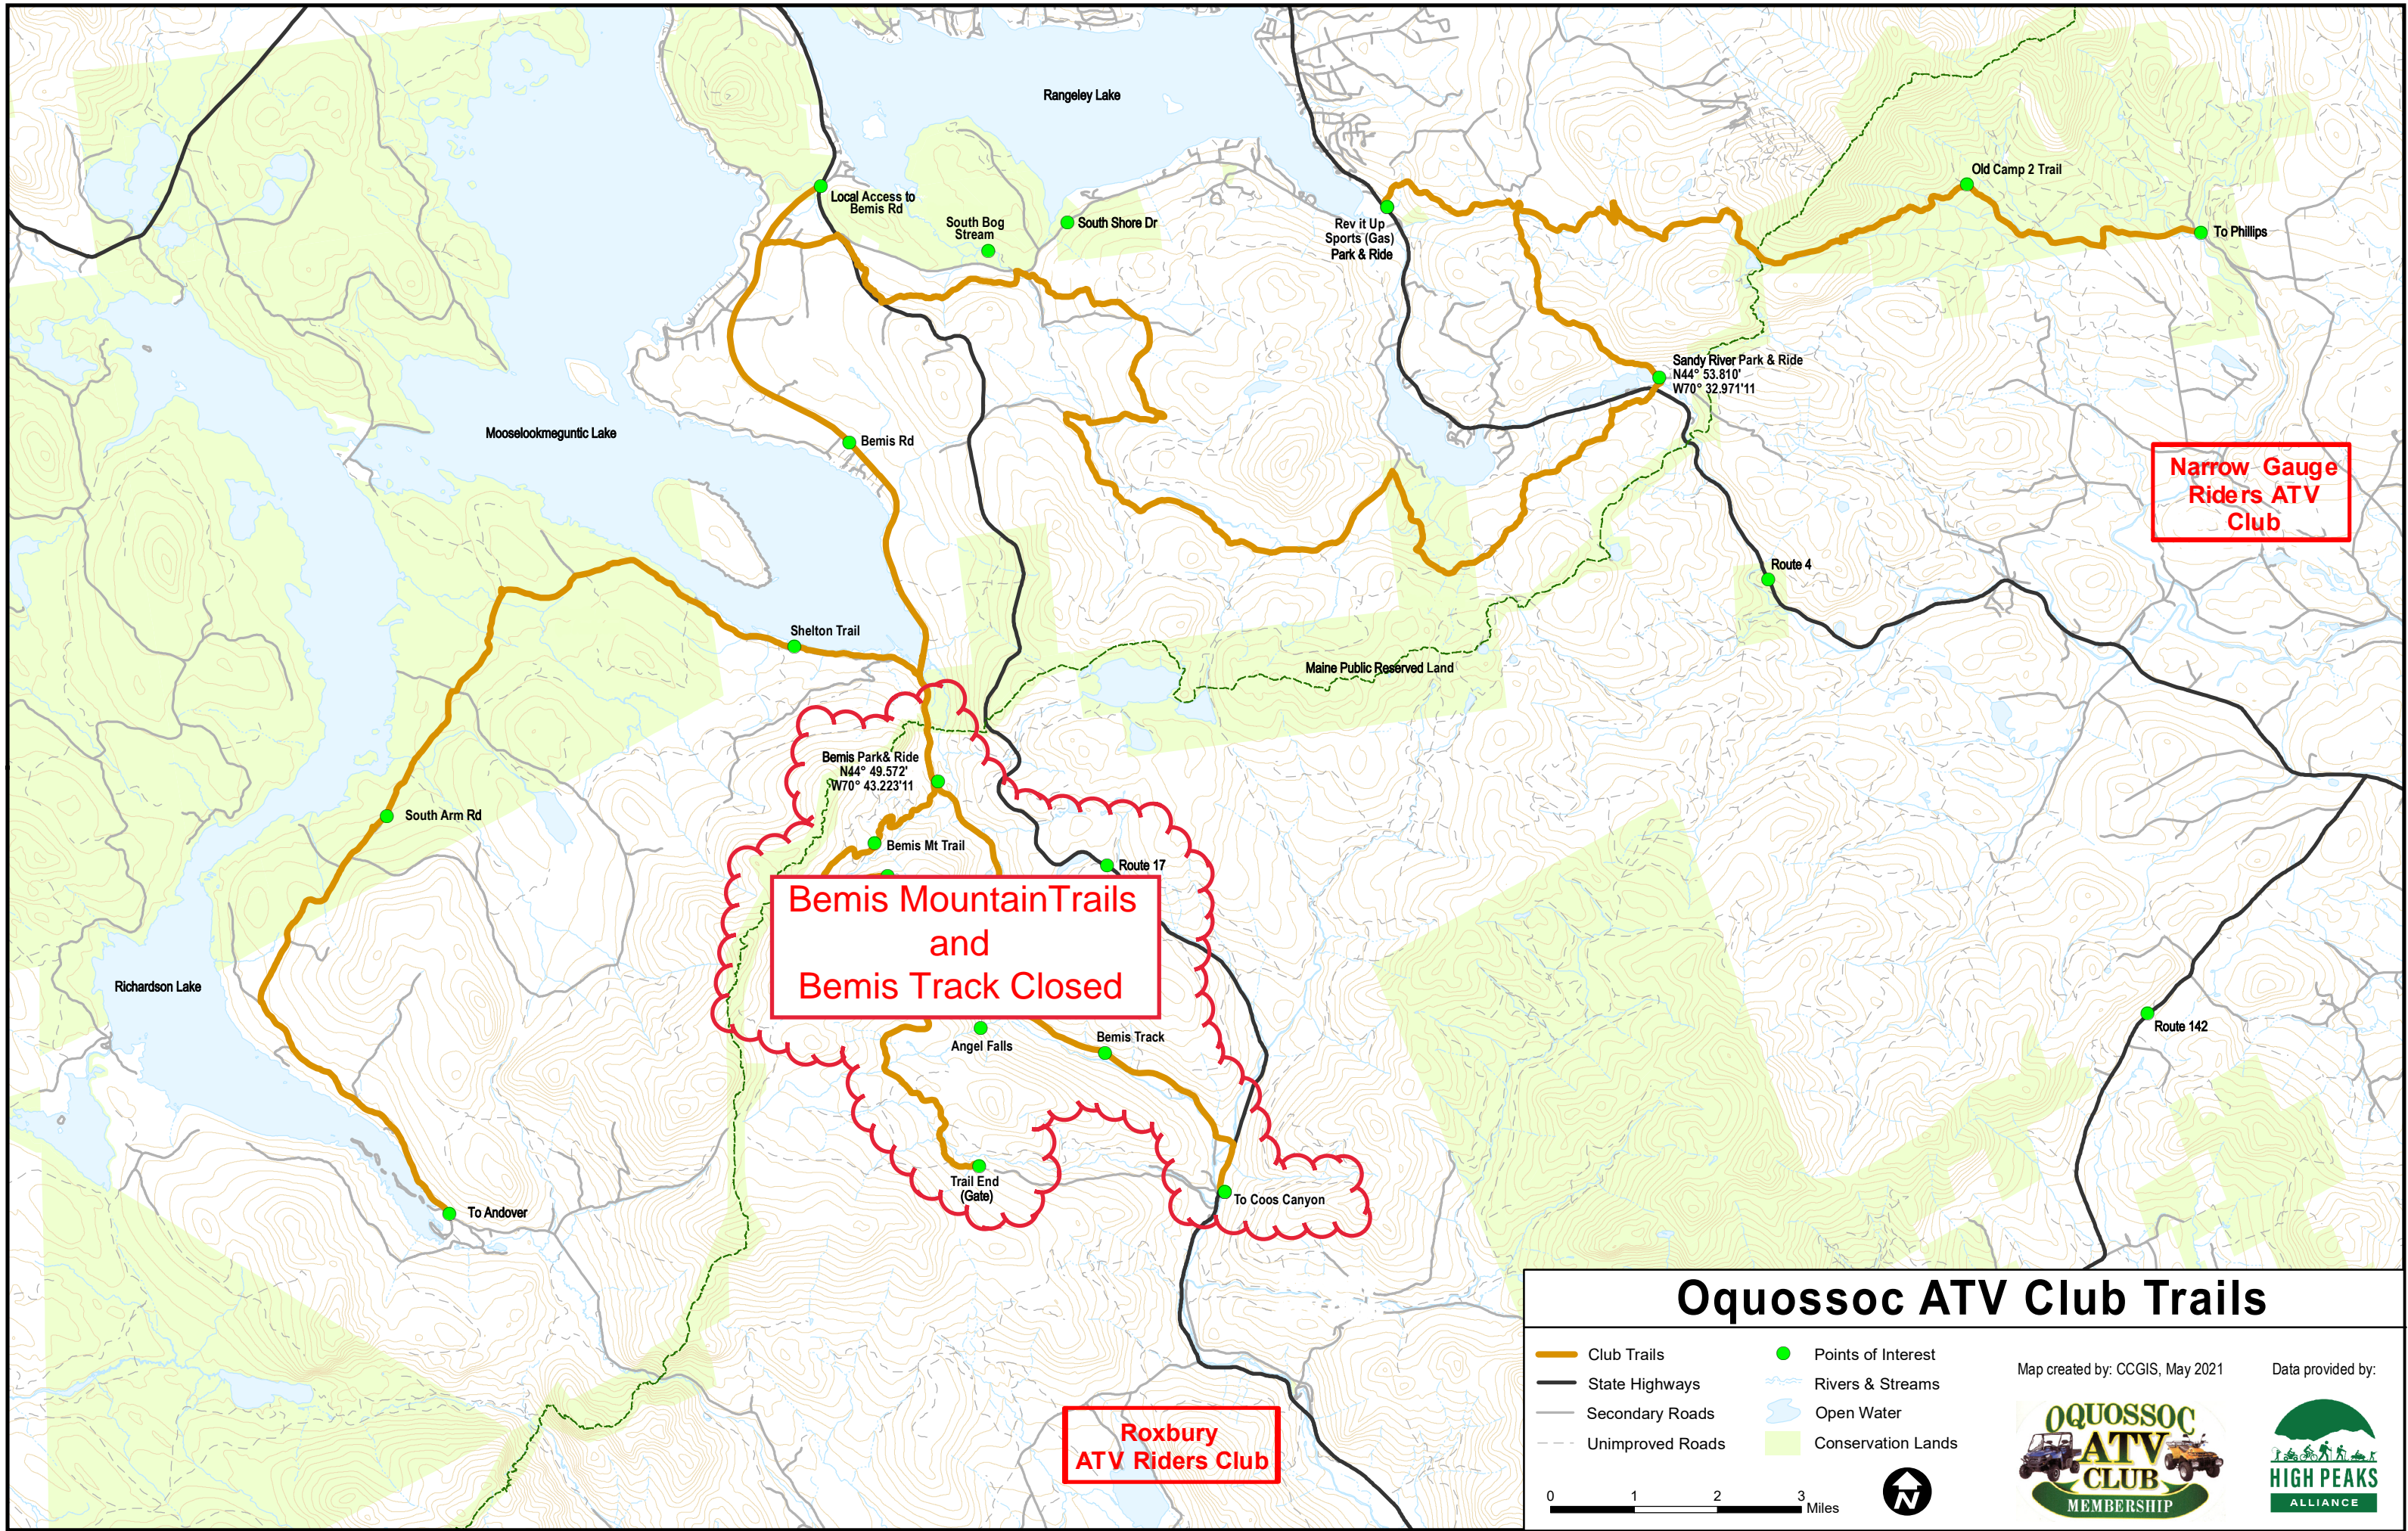 Rangeley Lake
Local Access to
Bemis Rd
South Bog
Stream
South Shore Dr
Rev it Up
Sports (Gas)
Park & Ride
Old Camp 2 Trail
To Phillips
Sandy River Park & Ride
N44° 53.810'
W70° 32.971'11
Mooselookmeguntic Lake
Bemis Rd
Narrow Gauge
Riders ATV
Club
Route 4
Shelton Trail
Maine Public Reserved Land
Bemis Park& Ride
N44° 49.572'
W70° 43.223'11
South Arm Rd
Bemis Mt Trail
Route 17
Bemis MountainTrails
and
Bemis Track Closed
Richardson Lake
Route 142
Angel Falls
Bemis Track
Trail End
(Gate)
To Coos Canyon
To Andover
Roxbury
ATV Riders Club
Oquossoc ATV Club Trails
Club Trails
State Highways
Secondary Roads
Unimproved Roads
Points of Interest
Rivers & Streams
Open Water
Conservation Lands
0 1 2 3
Miles
N
Map created by: CCGIS, May 2021
OQUOSSOC
ATV
CLUB
MEMBERSHIP
Data provided by:
HIGH PEAKS
ALLIANCE